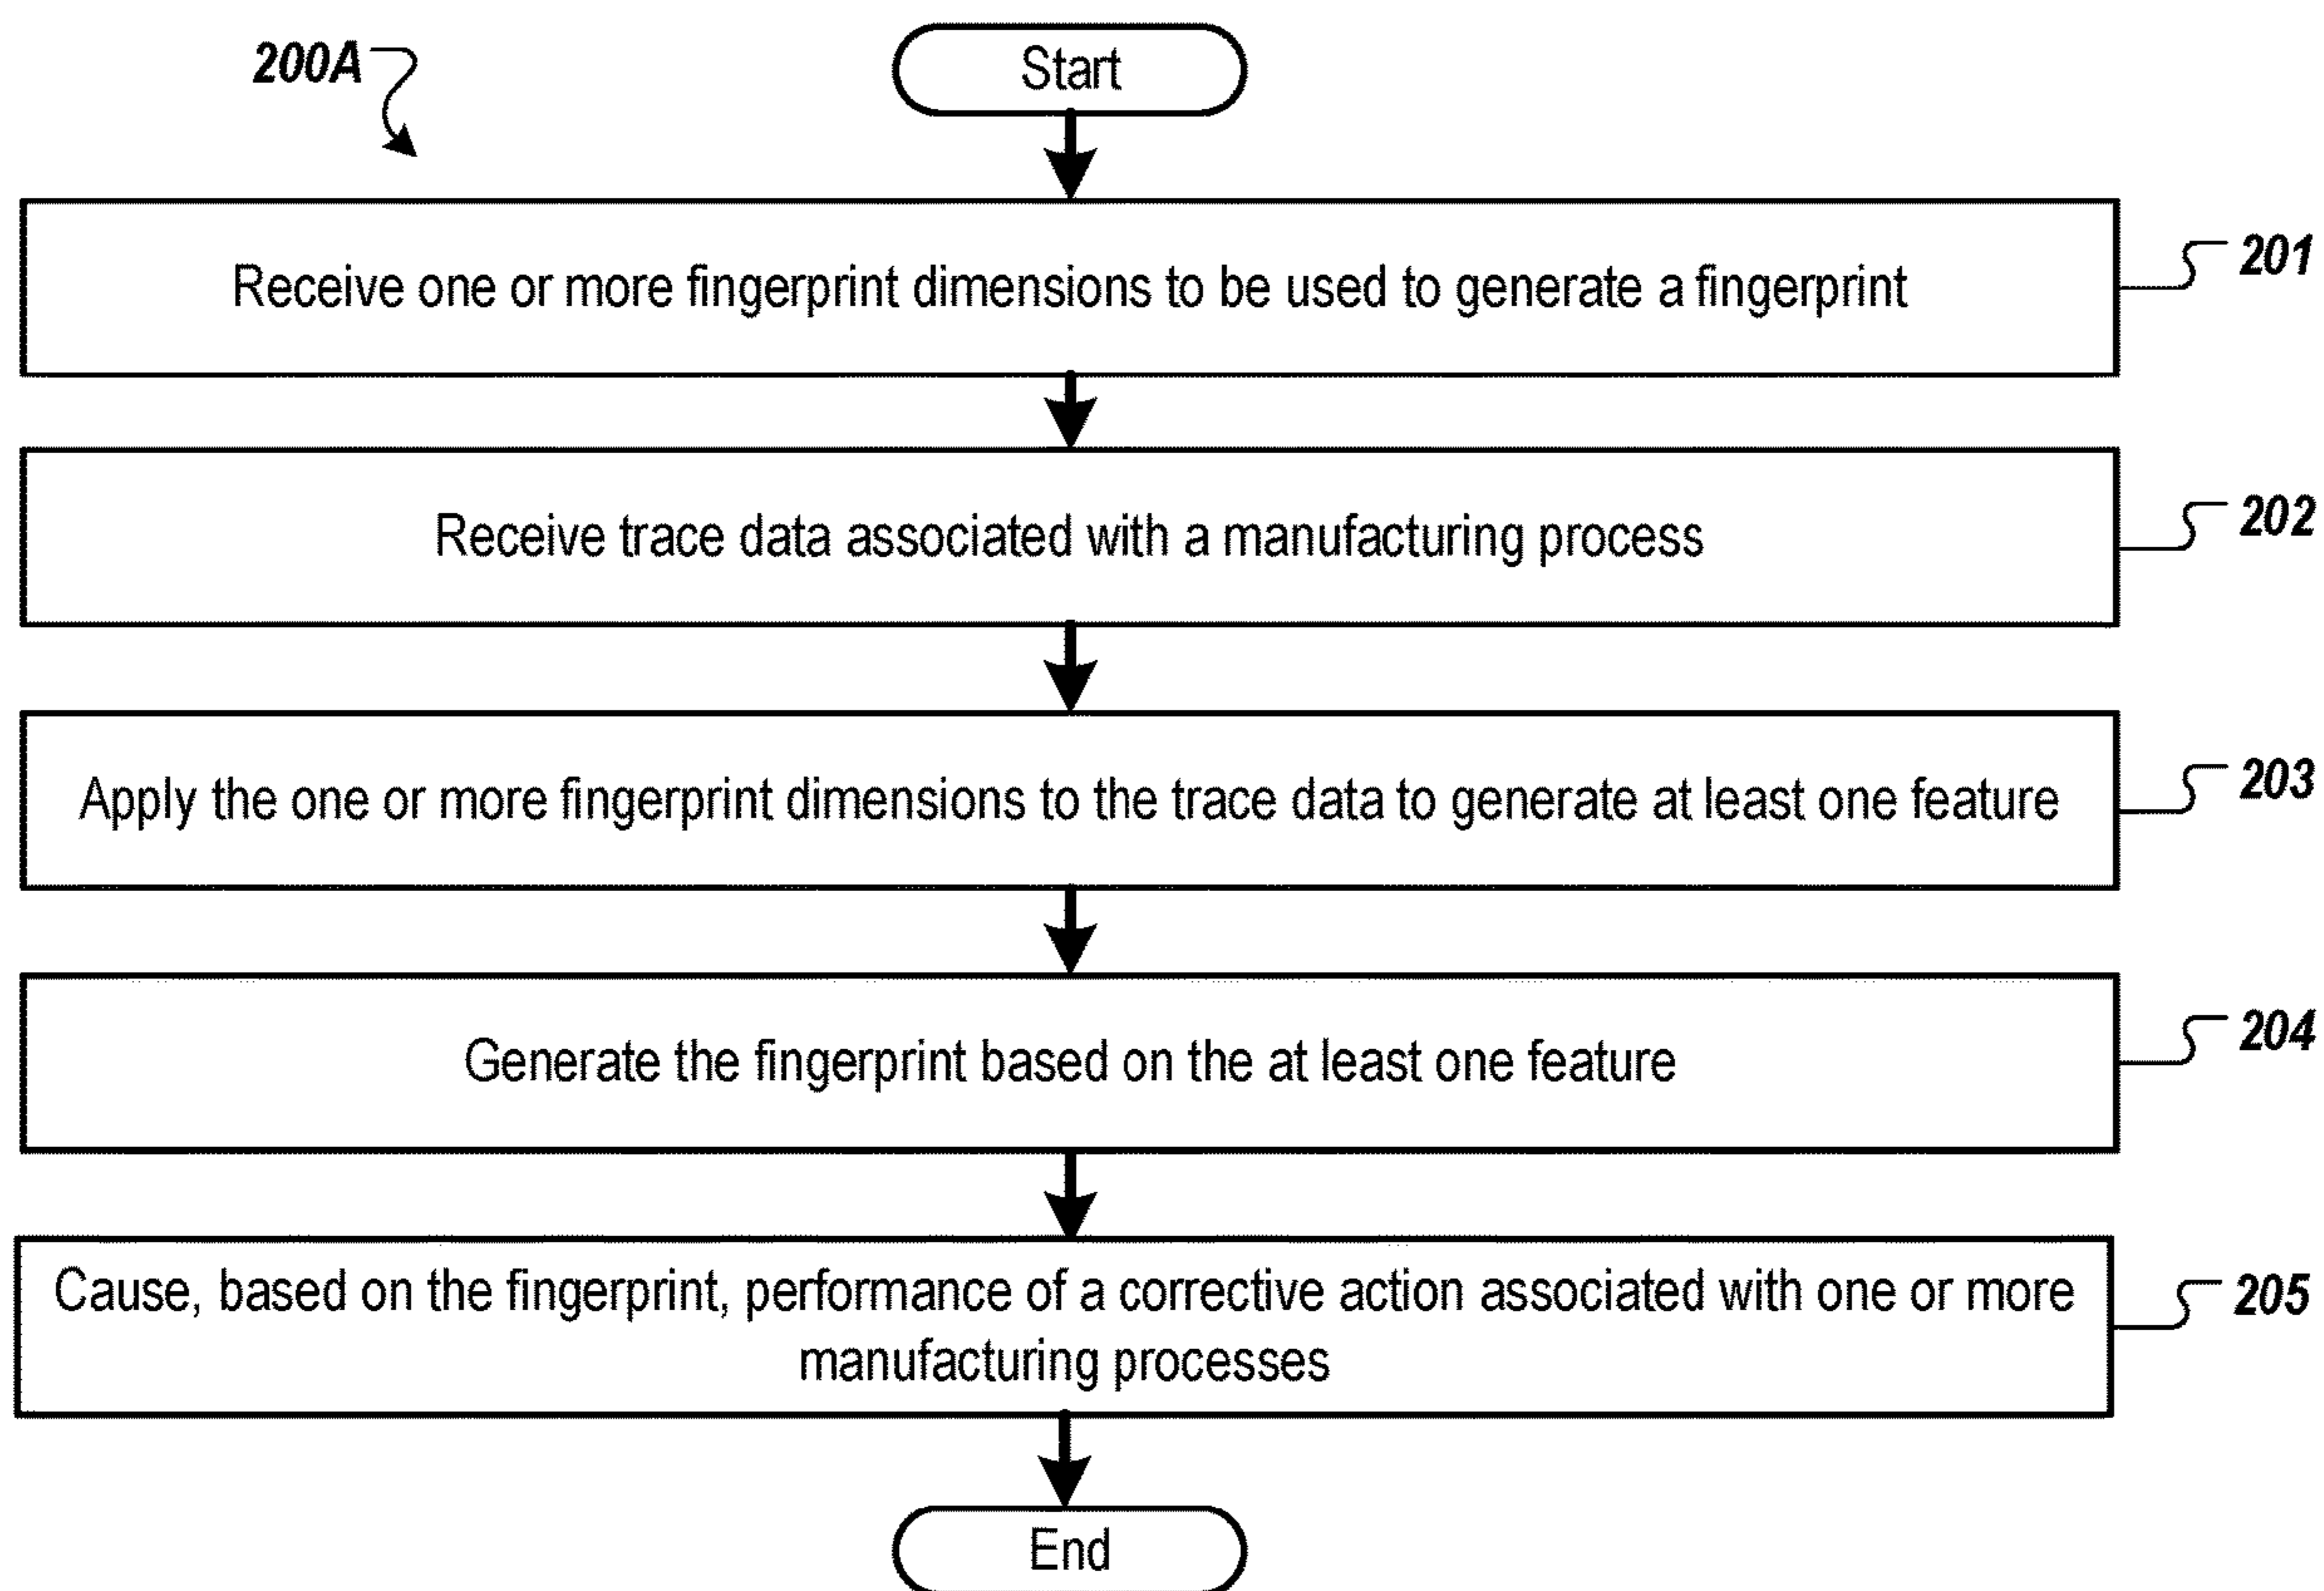 200A
Start
Receive one or more fingerprint dimensions to be used to generate a fingerprint
201
Receive trace data associated with a manufacturing process
202
Apply the one or more fingerprint dimensions to the trace data to generate at least one feature
203
Generate the fingerprint based on the at least one feature
204
Cause, based on the fingerprint, performance of a corrective action associated with one or more
manufacturing processes
205
End